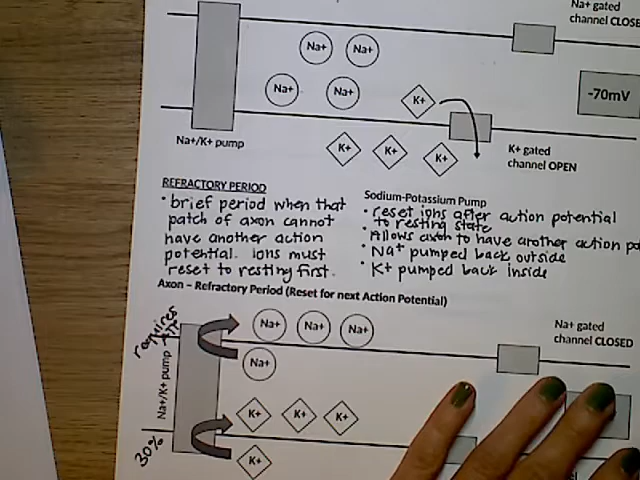 Na+ gated
channel CLOSE
Na+ Na+
Na+ Na+
K+
-70mV
Na+/K+ pump
K+ K+ K+
K+ gated
channel OPEN
REFRACTORY PERIOD
• brief period when that
patch of axon cannot
have another action
potential. ions must
reset to resting first.
Sodium-Potassium Pump
• reset ions after action potential
to resting state
• Allows axon to have another action po
• Na+ pumped back outside
• K+ pumped back inside
Axon – Refractory Period (Reset for next Action Potential)
requires
Na+/K+ pump
30%
Na+ Na+ Na+
Na+
Na+ gated
channel CLOSED
K+ K+ K+
K+